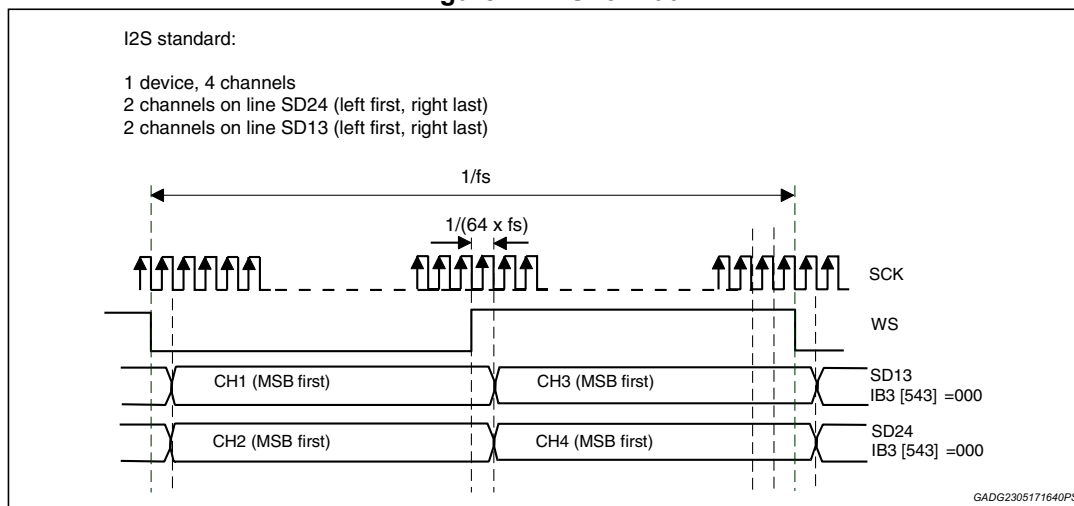 I2S standard:
1 device, 4 channels
2 channels on line SD24 (left first, right last)
2 channels on line SD13 (left first, right last)
1/fs
1/(64 x fs)
SCK
WS
CH1 (MSB first)
CH3 (MSB first)
SD13
IB3 [543] =000
CH2 (MSB first)
CH4 (MSB first)
SD24
IB3 [543] =000
GADG2305171640PS